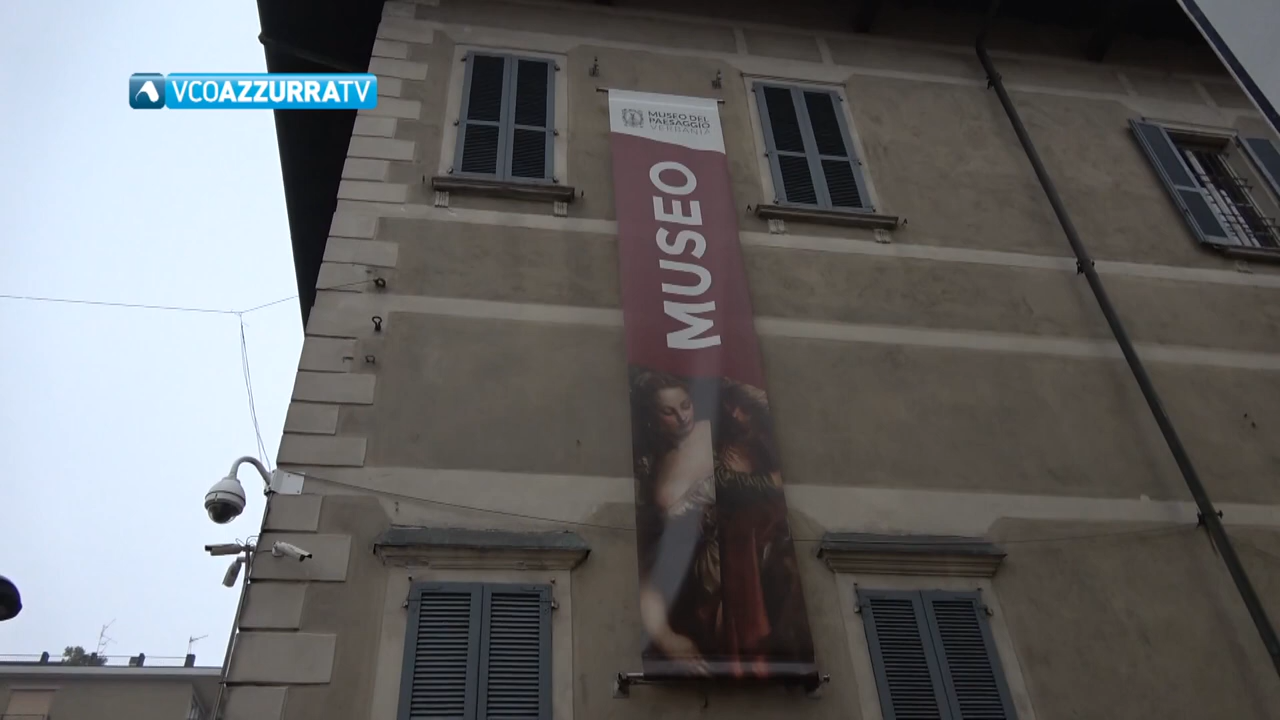 VCOAZZURRATV
MUSEO DEL
PAESAGGIO
VERBANIA
MUSEO